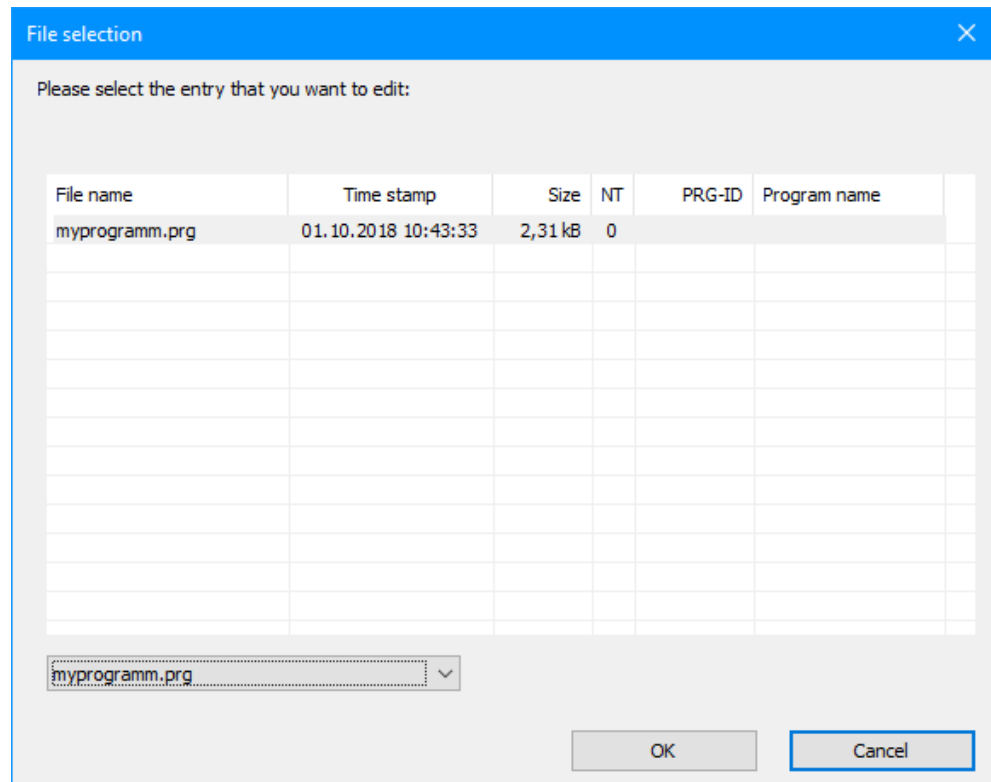 File selection
Please select the entry that you want to edit:
File name Time stamp Size NT PRG-ID Program name
myprogramm.prg 01.10.2018 10:43:33 2,31 kB 0
myprogramm.prg
OK Cancel